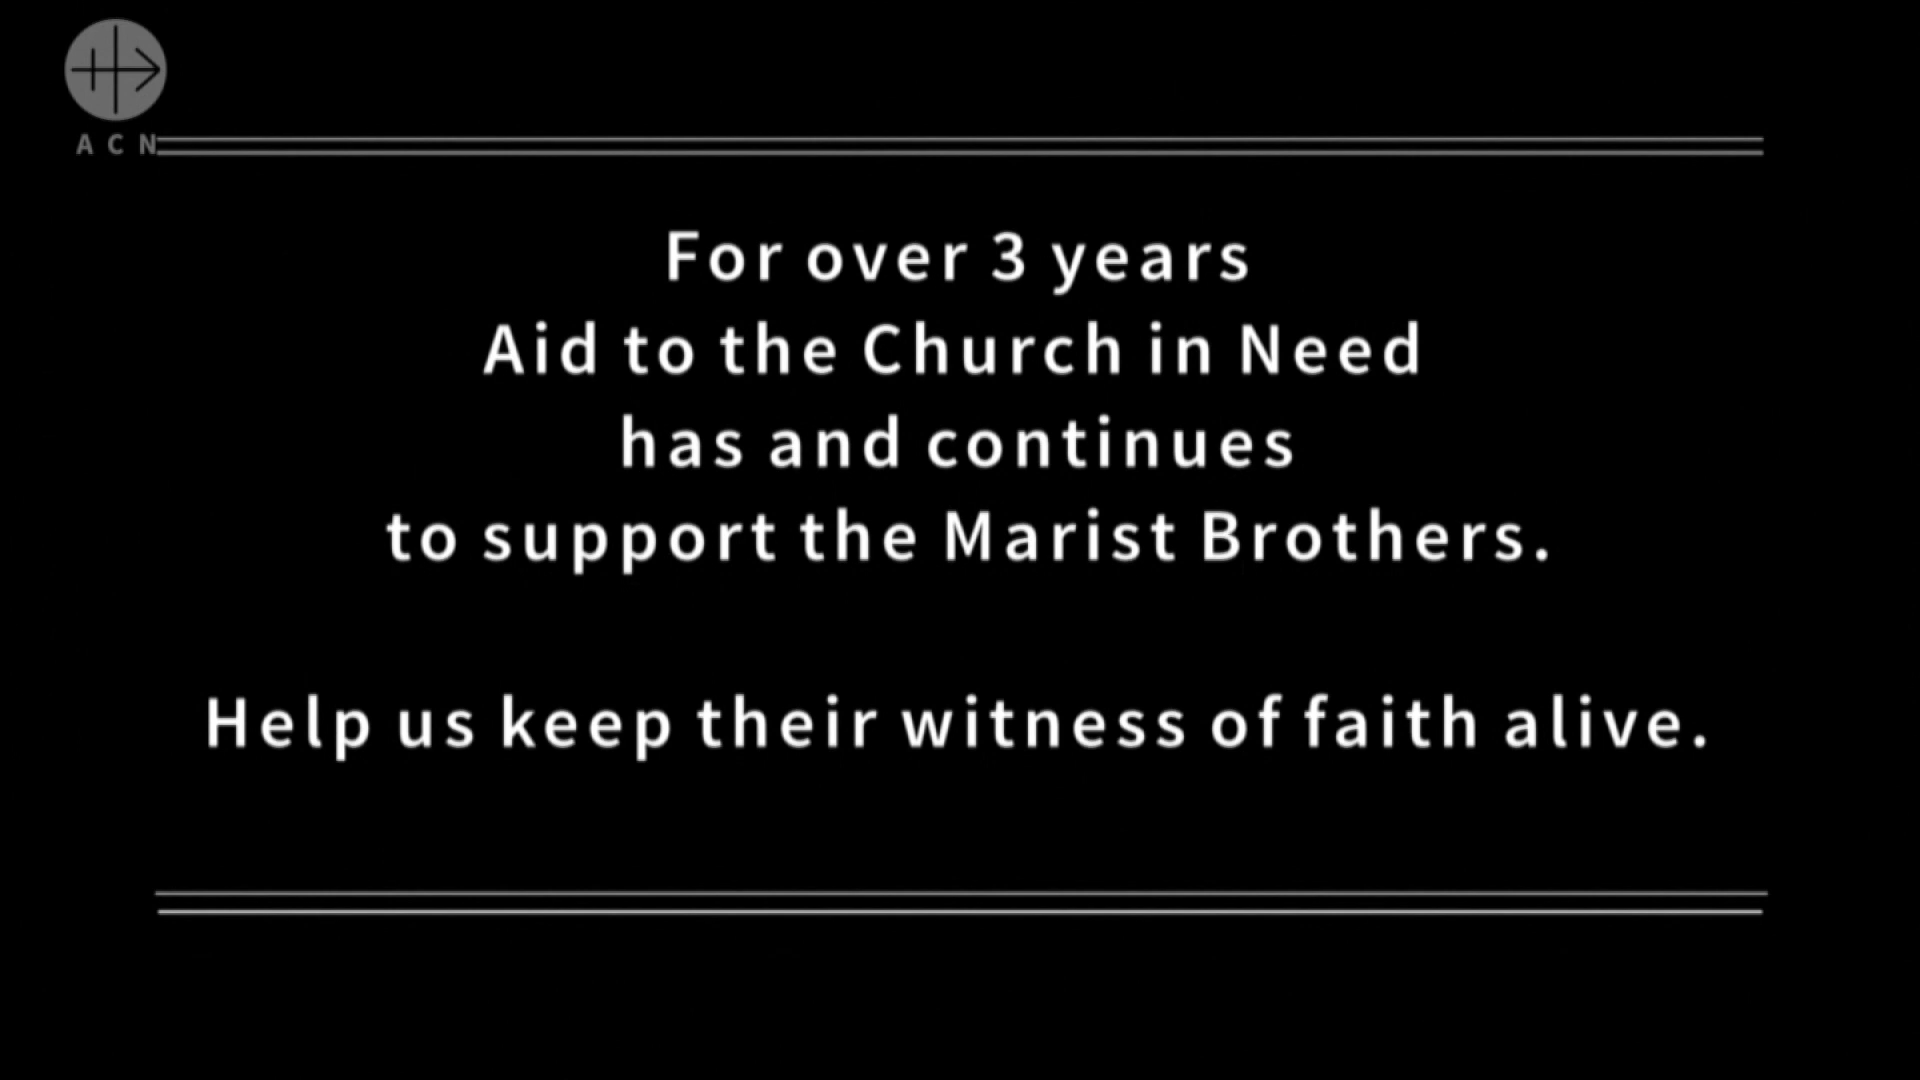 ACN
For over 3 years
Aid to the Church in Need
has and continues
to support the Marist Brothers.
Help us keep their witness of faith alive.